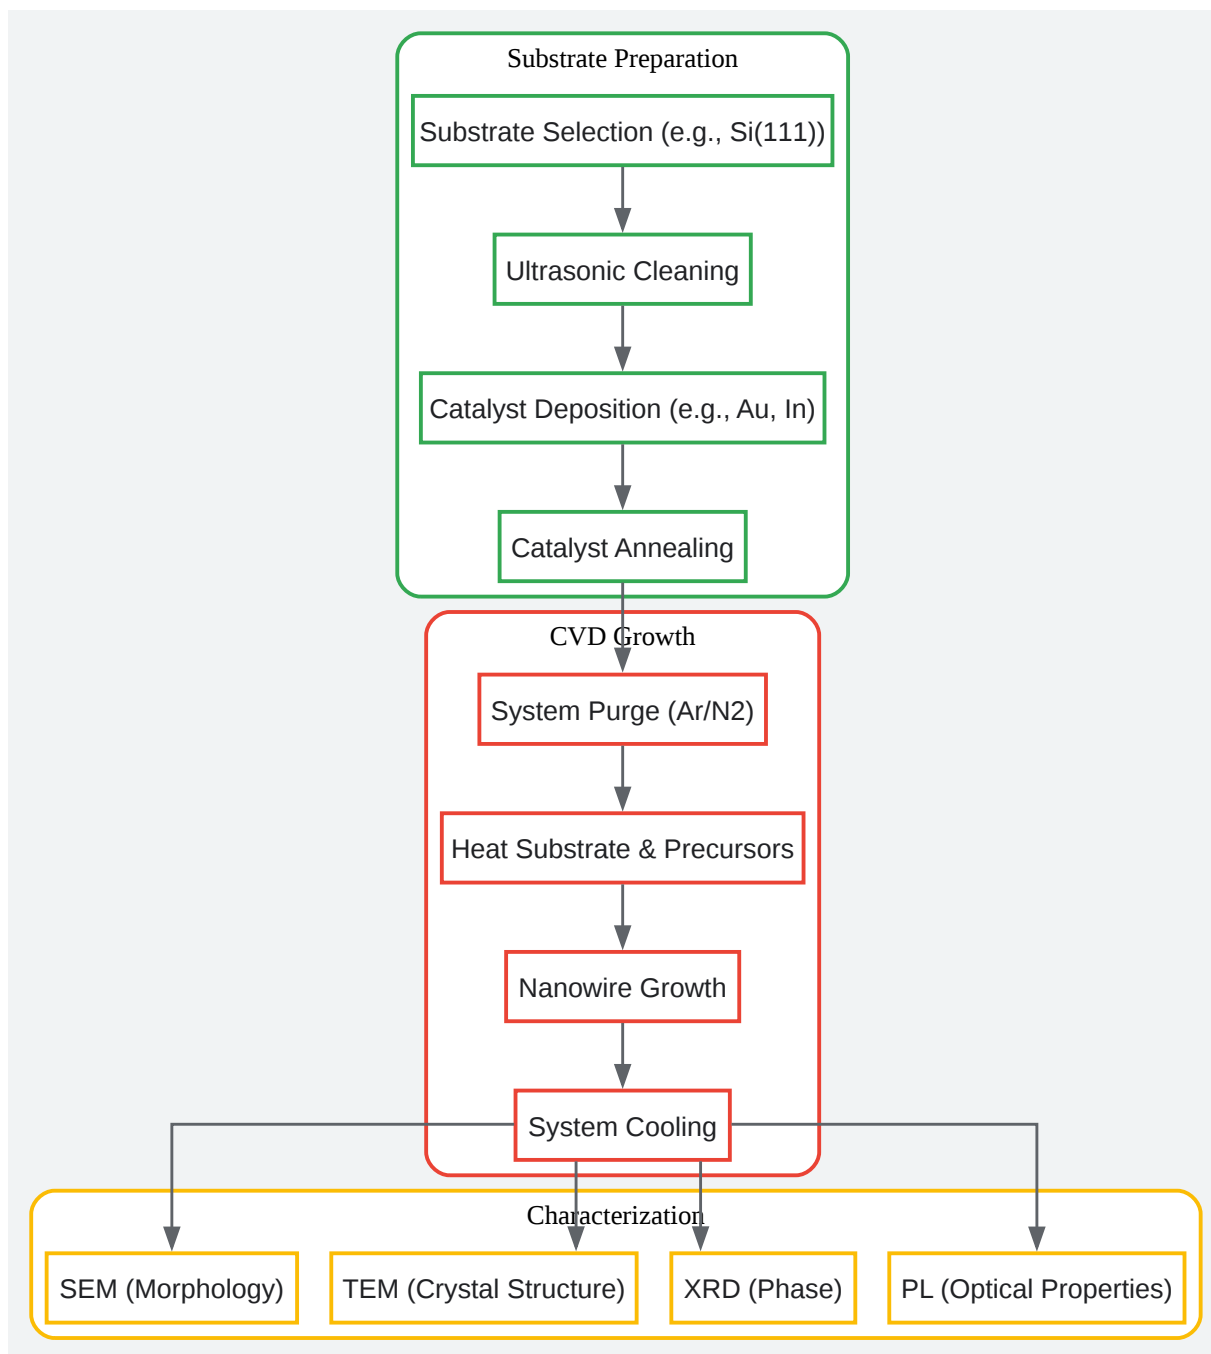 Substrate Preparation
Substrate Selection (e.g., Si(111))
Ultrasonic Cleaning
Catalyst Deposition (e.g., Au, In)
Catalyst Annealing
CVD Growth
System Purge (Ar/N2)
Heat Substrate & Precursors
Nanowire Growth
System Cooling
Characterization
SEM (Morphology)
TEM (Crystal Structure)
XRD (Phase)
PL (Optical Properties)